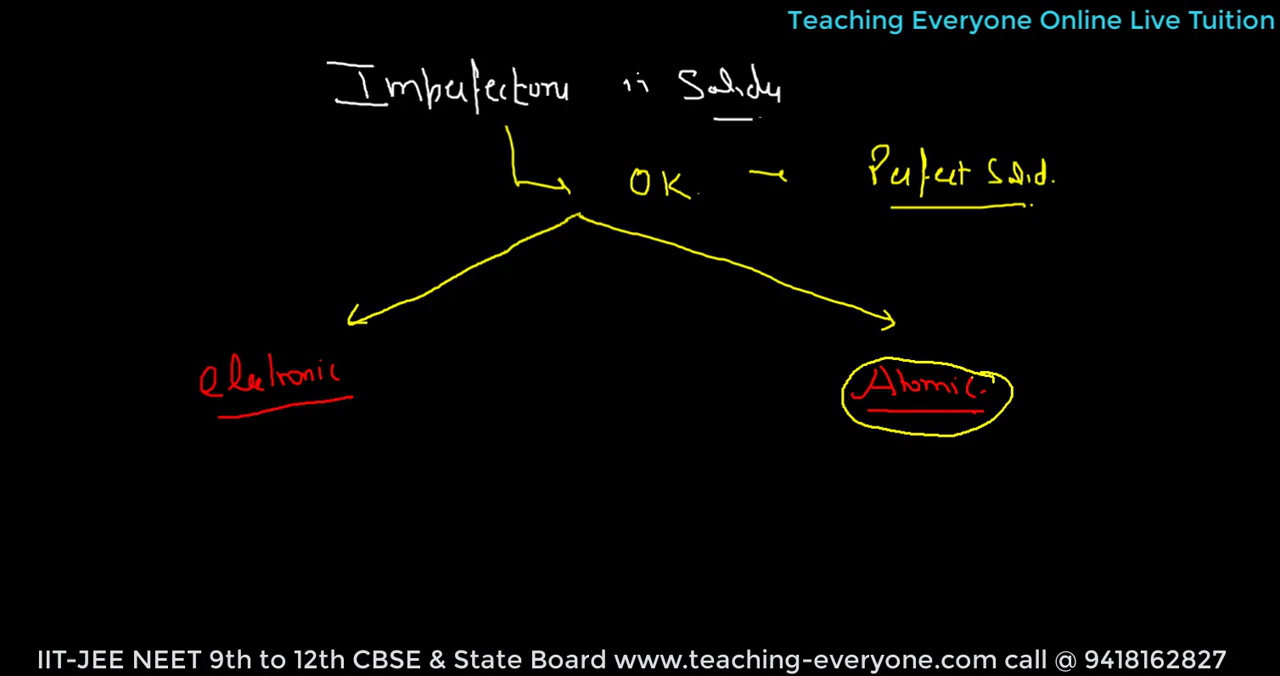 Teaching Everyone Online Live Tuition
Imperfections in Solids
OK → Perfect Solid.
electronic
Atomic.
IIT-JEE NEET 9th to 12th CBSE & State Board www.teaching-everyone.com call @ 9418162827